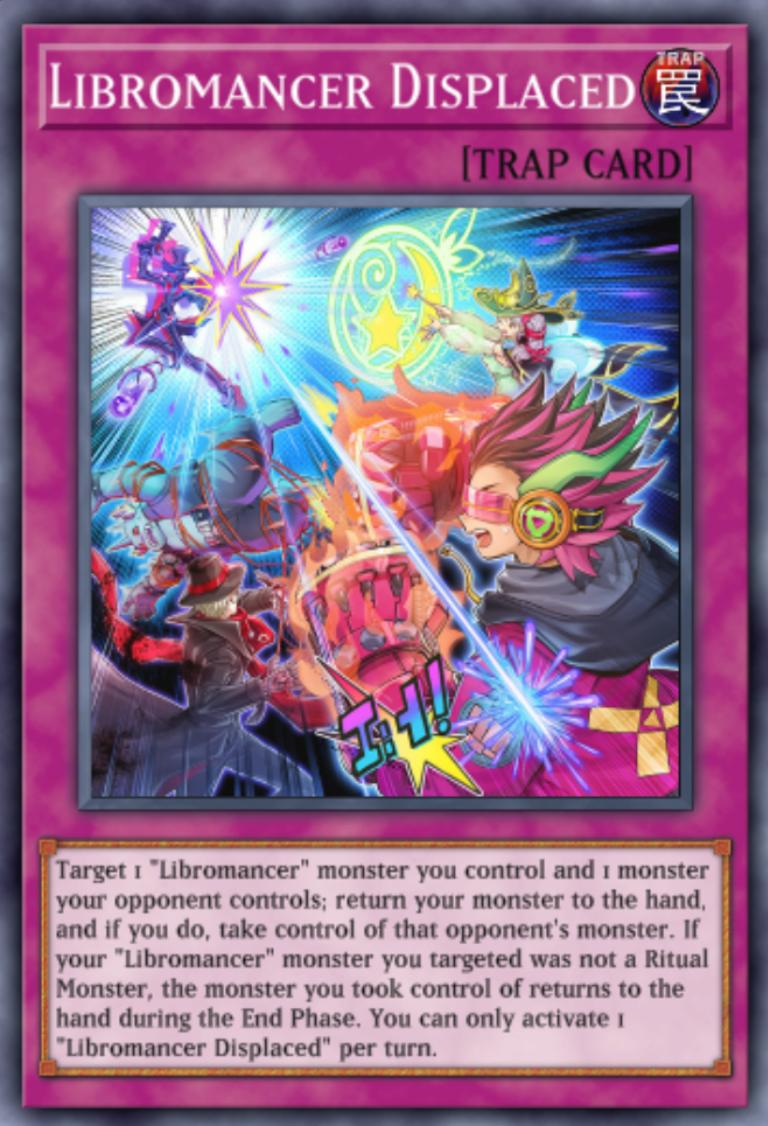 LIBROMANCER DISPLACED
TRAP
罠
[TRAP CARD]
Target 1 "Libromancer" monster you control and 1 monster
your opponent controls; return your monster to the hand,
and if you do, take control of that opponent's monster. If
your "Libromancer" monster you targeted was not a Ritual
Monster, the monster you took control of returns to the
hand during the End Phase. You can only activate 1
"Libromancer Displaced" per turn.